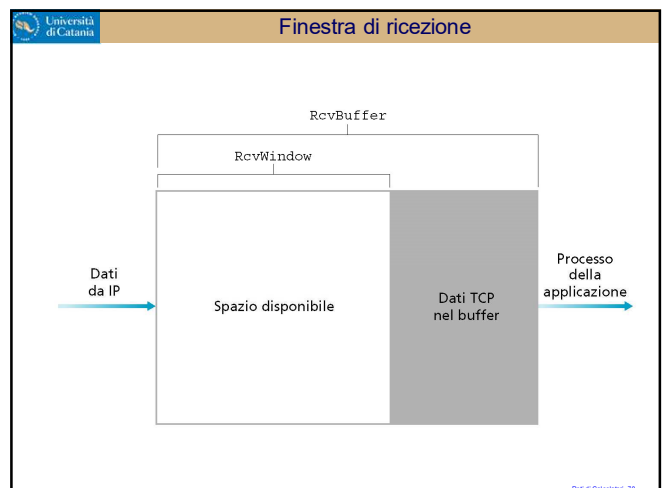 Università
di Catania
Finestra di ricezione
RcvBuffer
RcvWindow
Dati
da IP
Spazio disponibile
Dati TCP
nel buffer
Processo
della
applicazione